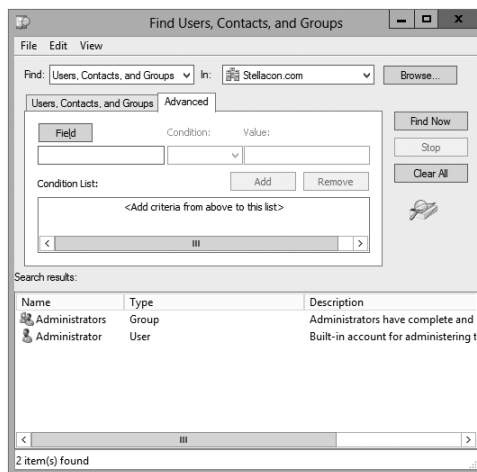 Find Users, Contacts, and Groups
File Edit View
Find: Users, Contacts, and Groups In: Stellacon.com Browse...
Users, Contacts, and Groups Advanced
Field Condition: Value:
Find Now
Stop
Clear All
Condition List: Add Remove
<Add criteria from above to this list>
Search results:
Name Type Description
Administrators Group Administrators have complete and
Administrator User Built-in account for administering t
2 item(s) found